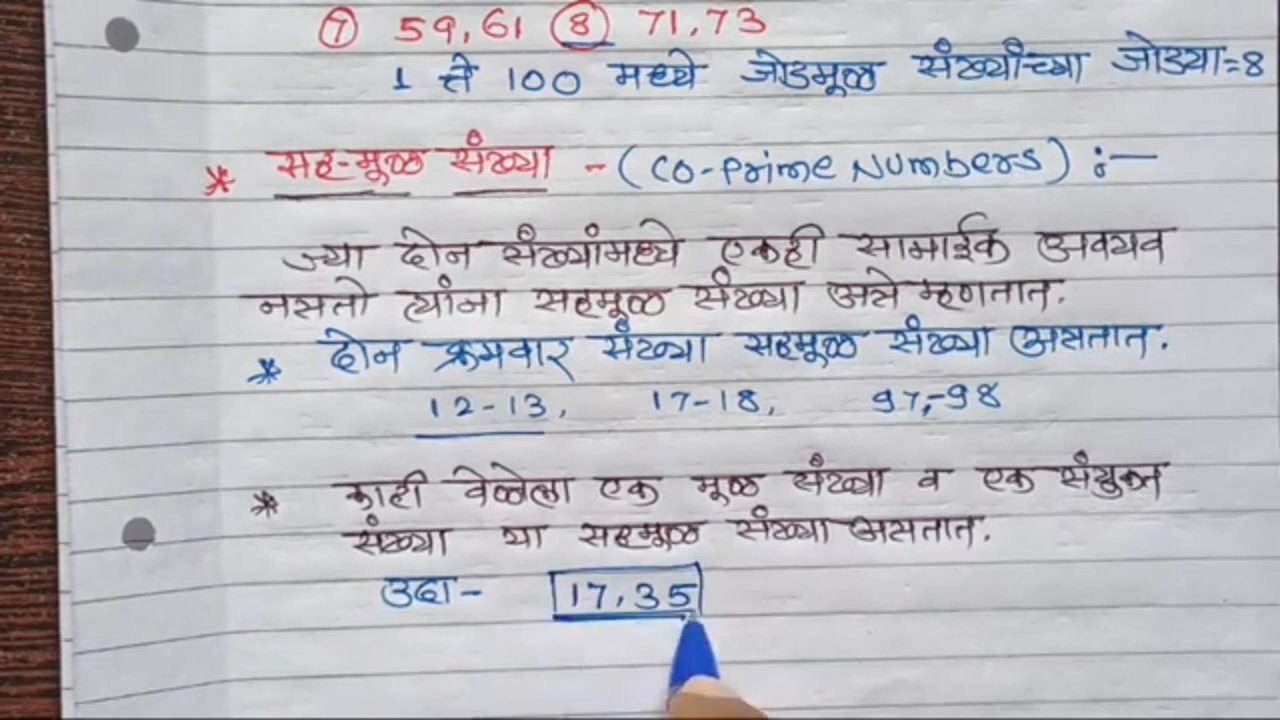 ⑦ 59,61 ⑧ 71,73
1 ते 100 मध्ये जोडमूळ संख्यांच्या जोड्या=8
* सह-मूळ संख्या - (CO-Prime Numbers) :-
ज्या दोन संख्यांमध्ये एकही सामाईक अवयव
नसतो त्यांना सहमूळ संख्या असे म्हणतात.
* दोन क्रमवार संख्या सहमूळ संख्या असतात.
12-13, 17-18, 97,-98
* काही वेळेला एक मूळ संख्या व एक संयुक्त
संख्या या सहमूळ संख्या असतात.
उदा- 17,35